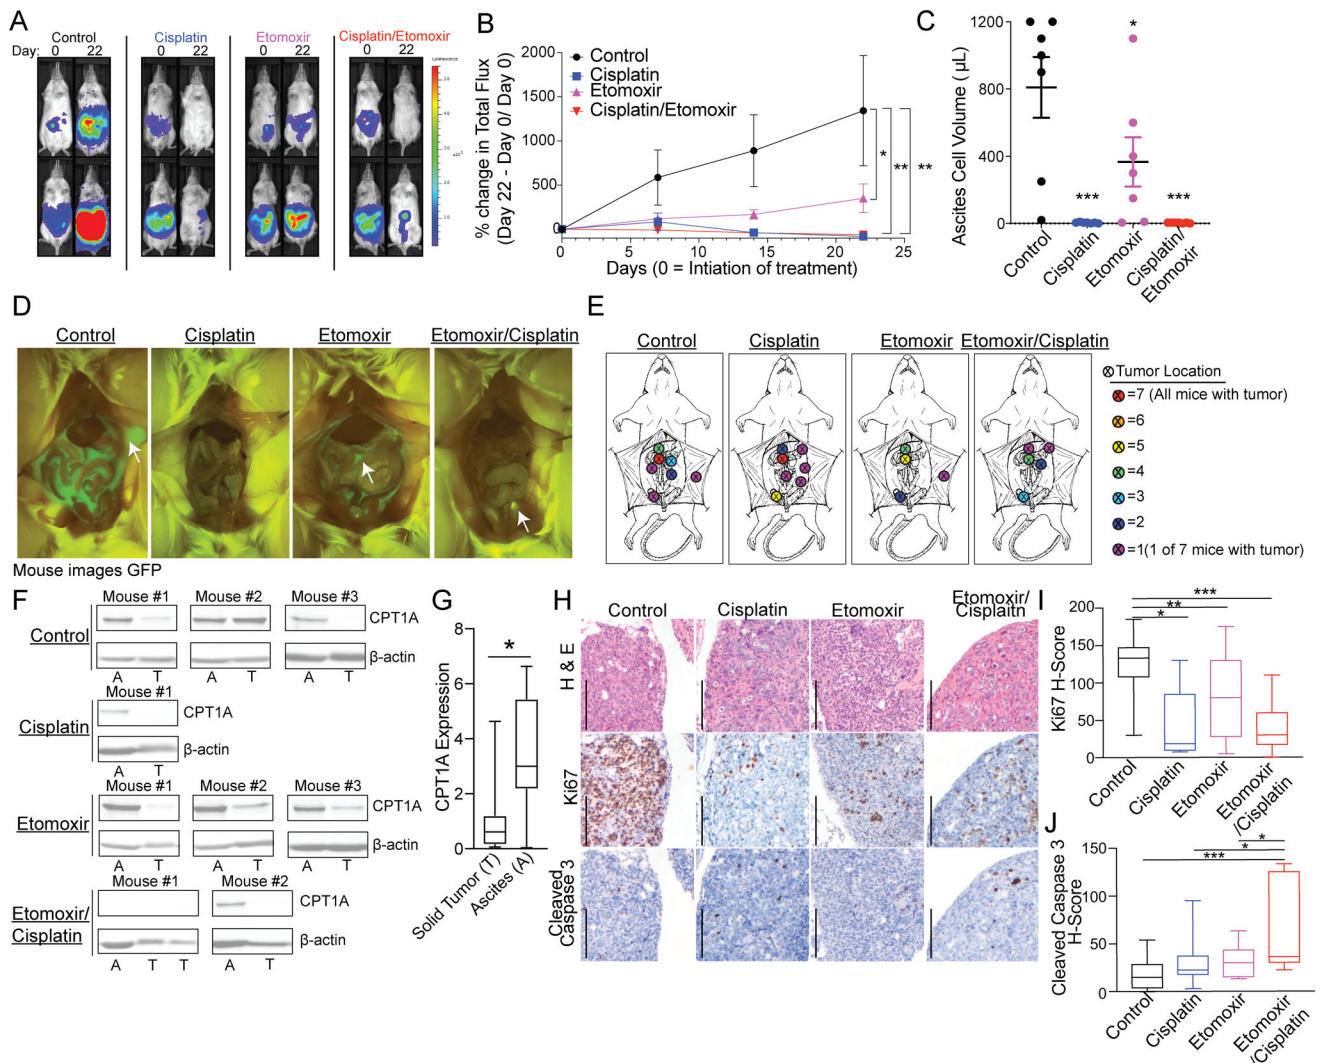 A
Control
Cisplatin
Etomoxir
Cisplatin/Etomoxir
Day: 0 22 0 22 0 22 0 22
Luminescence
B
% change in Total Flux
(Day 22 - Day 0/ Day 0)
2000
1500
1000
500
0
Control
Cisplatin
Etomoxir
Cisplatin/Etomoxir
* ** **
0 5 10 15 20 25
Days (0 = Intiation of treatment)
C
Ascites Cell Volume (µL)
1200
800
400
0
***
*
***
Control
Cisplatin
Etomoxir
Cisplatin/
Etomoxir
D
Control
Cisplatin
Etomoxir
Etomoxir/Cisplatin
Mouse images GFP
E
Control
Cisplatin
Etomoxir
Etomoxir/Cisplatin
Tumor Location
=7 (All mice with tumor)
=6
=5
=4
=3
=2
=1(1 of 7 mice with tumor)
F
Mouse #1 Mouse #2 Mouse #3
Control
CPT1A
β-actin
A T A T A T
Mouse #1
Cisplatin
CPT1A
β-actin
A T
Mouse #1 Mouse #2 Mouse #3
Etomoxir
CPT1A
β-actin
A T A T A T
Mouse #1 Mouse #2
Etomoxir/
Cisplatin
CPT1A
β-actin
A T T A T
G
CPT1A Expression
8
6
4
2
0
*
Solid Tumor (T)
Ascites (A)
H
Control
Cisplatin
Etomoxir
Etomoxir/
Cisplaitn
H & E
Ki67
Cleaved
Caspase 3
I
Ki67 H-Score
200
150
100
50
0
***
**
*
Control
Cisplatin
Etomoxir
Etomoxir
/Cisplatin
J
Cleaved Caspase 3
H-Score
150
100
50
0
*
*
***
Control
Cisplatin
Etomoxir
Etomoxir
/Cisplatin